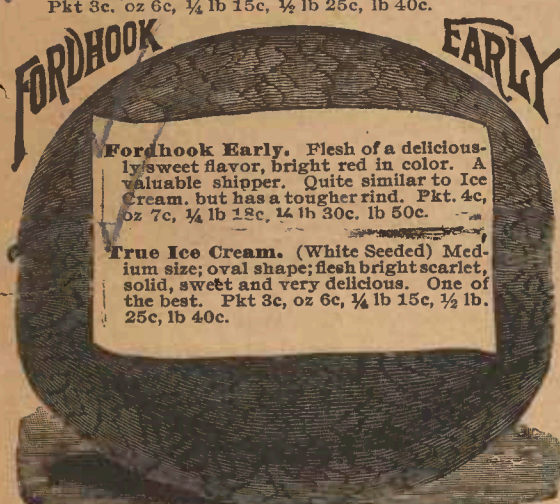 Pkt 3c. oz 6c, ¼ lb 15c, ½ lb 25c, lb 40c.
FORDHOOK EARLY
Fordhook Early. Flesh of a delicious-
ly sweet flavor, bright red in color. A
valuable shipper. Quite similar to Ice
Cream. but has a tougher rind. Pkt. 4c,
oz 7c, ¼ lb 18c, ½ lb 30c. lb 50c.
True Ice Cream. (White Seeded) Med-
ium size; oval shape; flesh bright scarlet,
solid, sweet and very delicious. One of
the best. Pkt 3c, oz 6c, ¼ lb 15c, ½ lb.
25c, lb 40c.